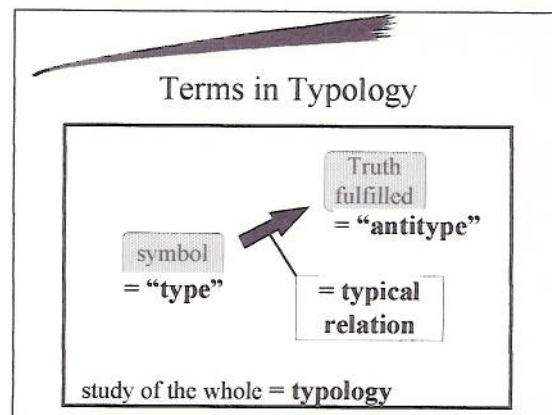 Terms in Typology
Truth
fulfilled
= “antitype”
symbol
= “type”
= typical
relation
study of the whole = typology